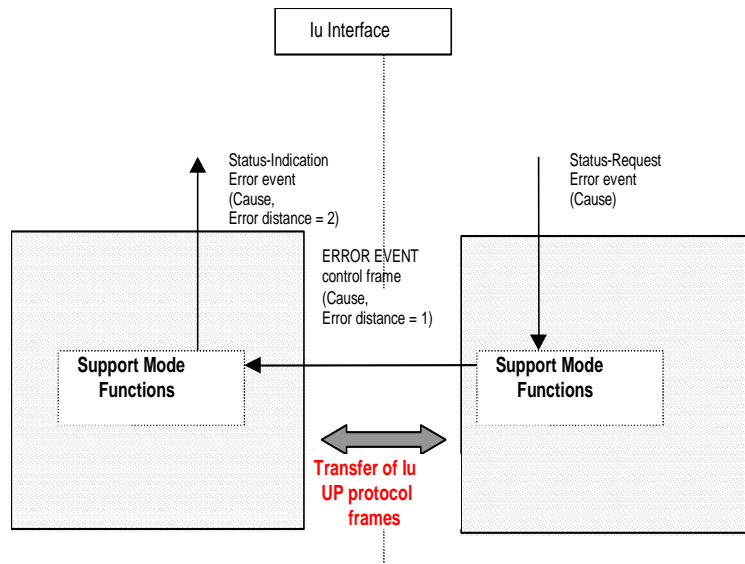 Iu Interface
Status-Indication
Error event
(Cause,
Error distance = 2)
Status-Request
Error event
(Cause)
ERROR EVENT
control frame
(Cause,
Error distance = 1)
Support Mode
Functions
Support Mode
Functions
Transfer of Iu
UP protocol
frames